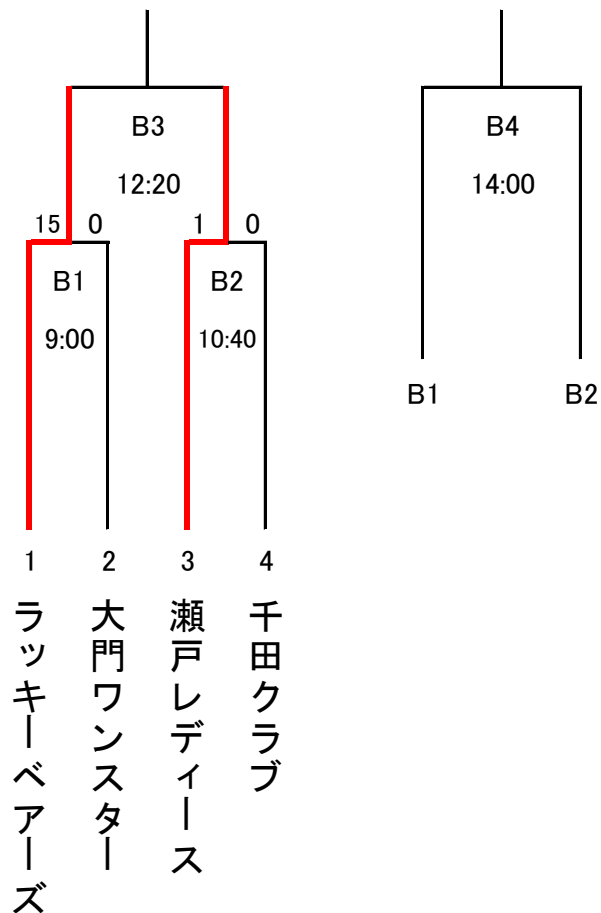 B3
12:20
B4
14:00
15 0
1 0
B1
9:00
B2
10:40
B1
B2
1
2
3
4
ラッキーベアーズ
大門ワンスター
瀬戸レディース
千田クラブ